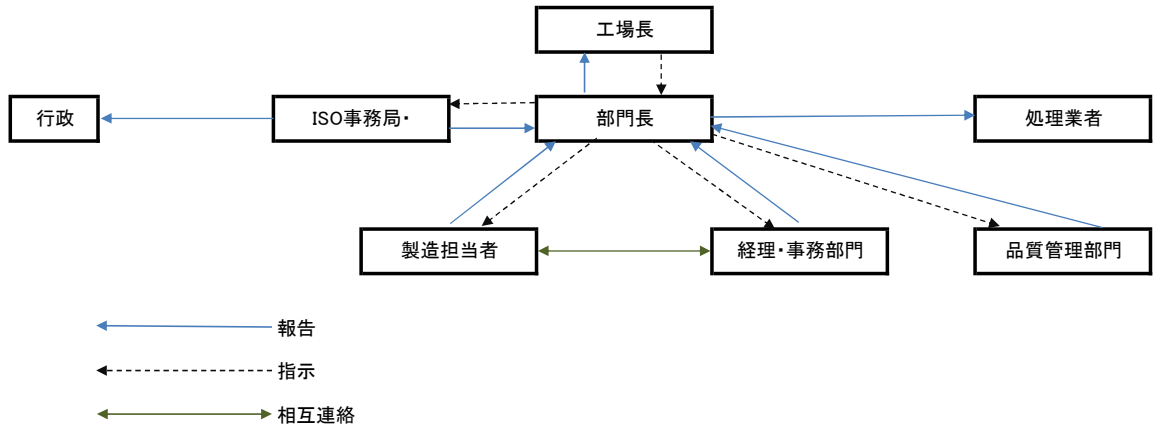 工場長
行政
ISO事務局・
部門長
処理業者
製造担当者
経理・事務部門
品質管理部門
報告
指示
相互連絡